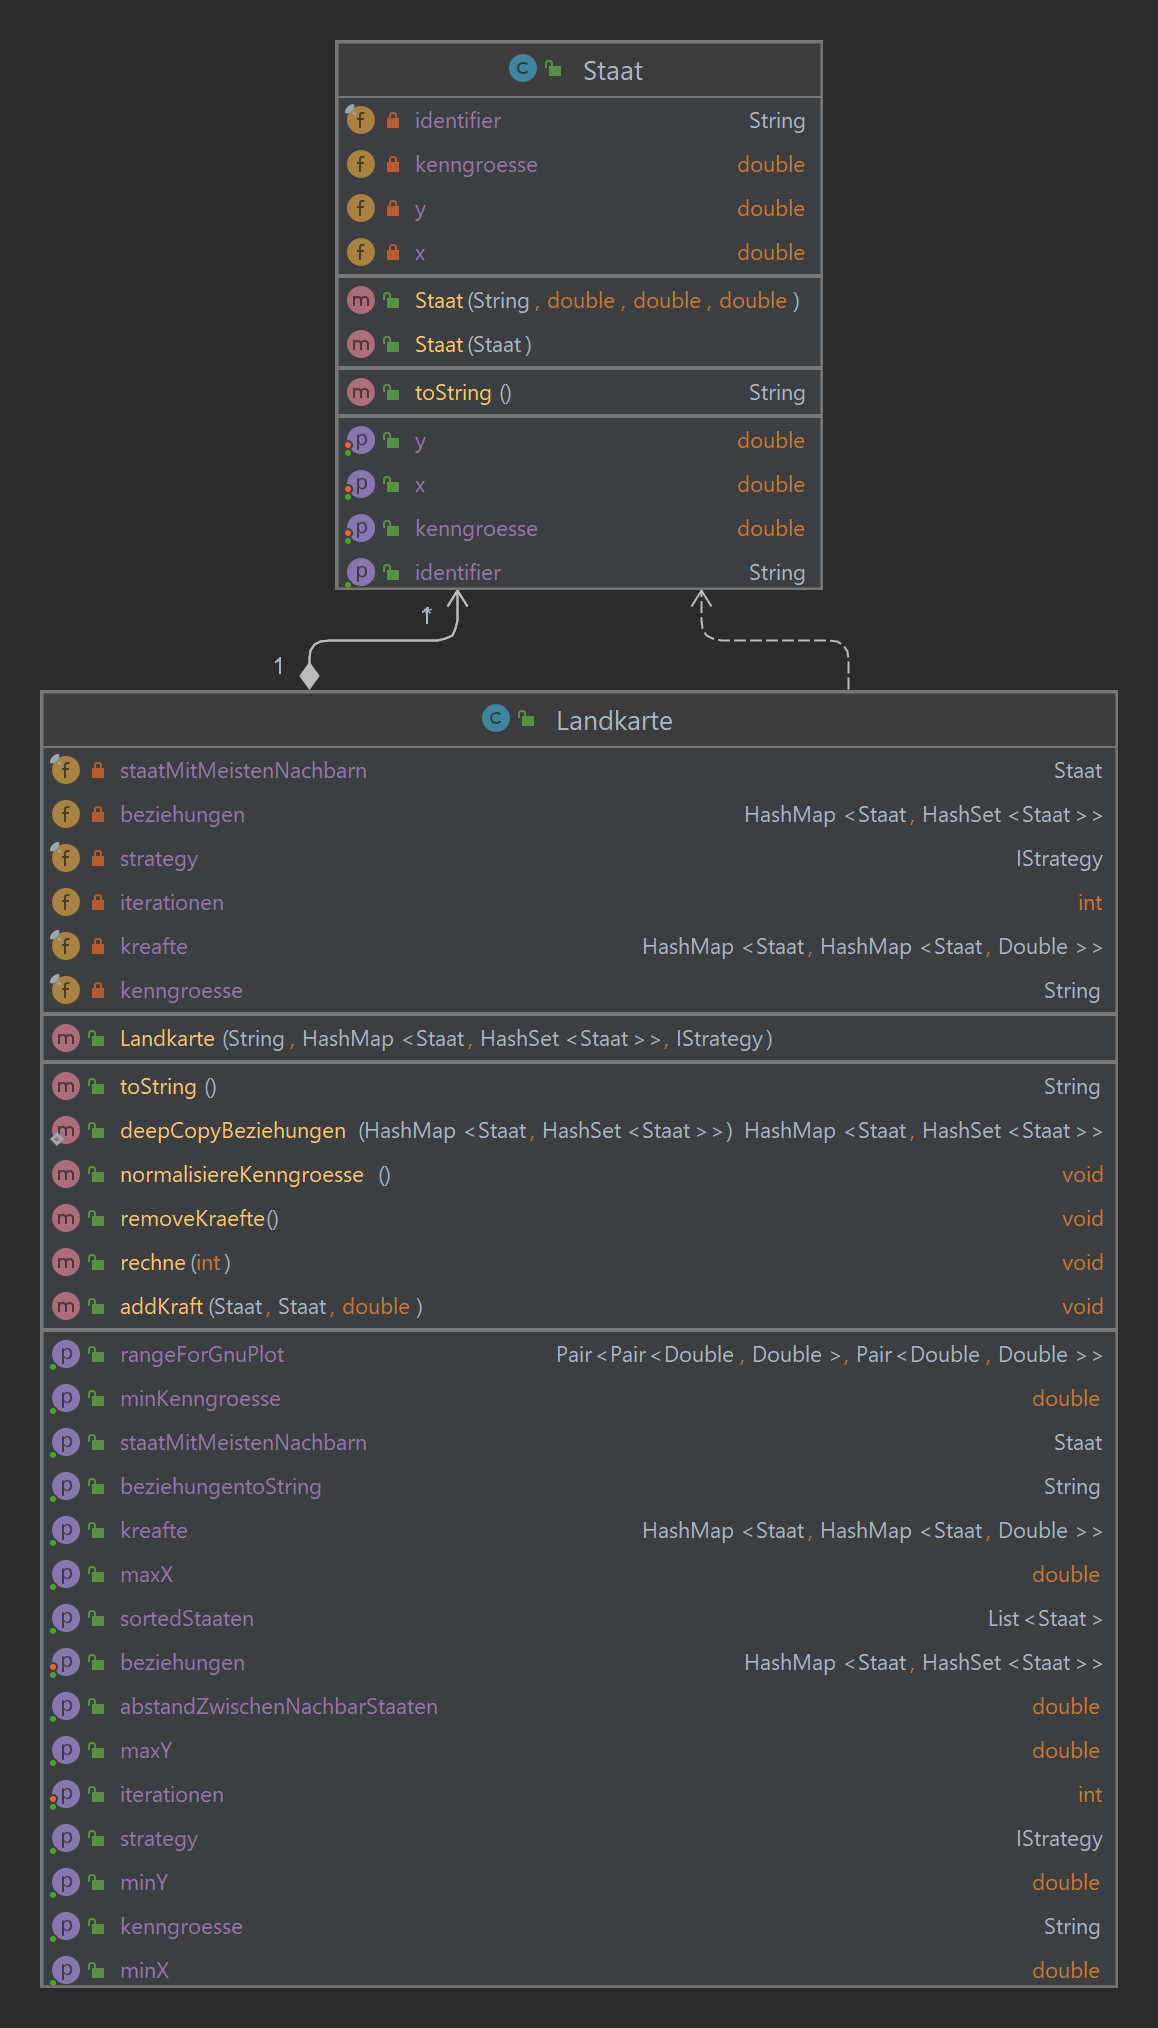 C Staat
f identifier String
f kenngroesse double
f y double
f x double
m Staat(String, double, double, double)
m Staat(Staat)
m toString() String
p y double
p x double
p kenngroesse double
p identifier String
1
1
C Landkarte
f staatMitMeistenNachbarn Staat
f beziehungen HashMap<Staat, HashSet<Staat>>
f strategy IStrategy
f iterationen int
f kreafte HashMap<Staat, HashMap<Staat, Double>>
f kenngroesse String
m Landkarte(String, HashMap<Staat, HashSet<Staat>>, IStrategy)
m toString() String
m deepCopyBeziehungen(HashMap<Staat, HashSet<Staat>>) HashMap<Staat, HashSet<Staat>>
m normalisiereKenngroesse() void
m removeKraefte() void
m rechne(int) void
m addKraft(Staat, Staat, double) void
p rangeForGnuPlot Pair<Pair<Double, Double>, Pair<Double, Double>>
p minKenngroesse double
p staatMitMeistenNachbarn Staat
p beziehungentoString String
p kreafte HashMap<Staat, HashMap<Staat, Double>>
p maxX double
p sortedStaaten List<Staat>
p beziehungen HashMap<Staat, HashSet<Staat>>
p abstandZwischenNachbarStaaten double
p maxY double
p iterationen int
p strategy IStrategy
p minY double
p kenngroesse String
p minX double